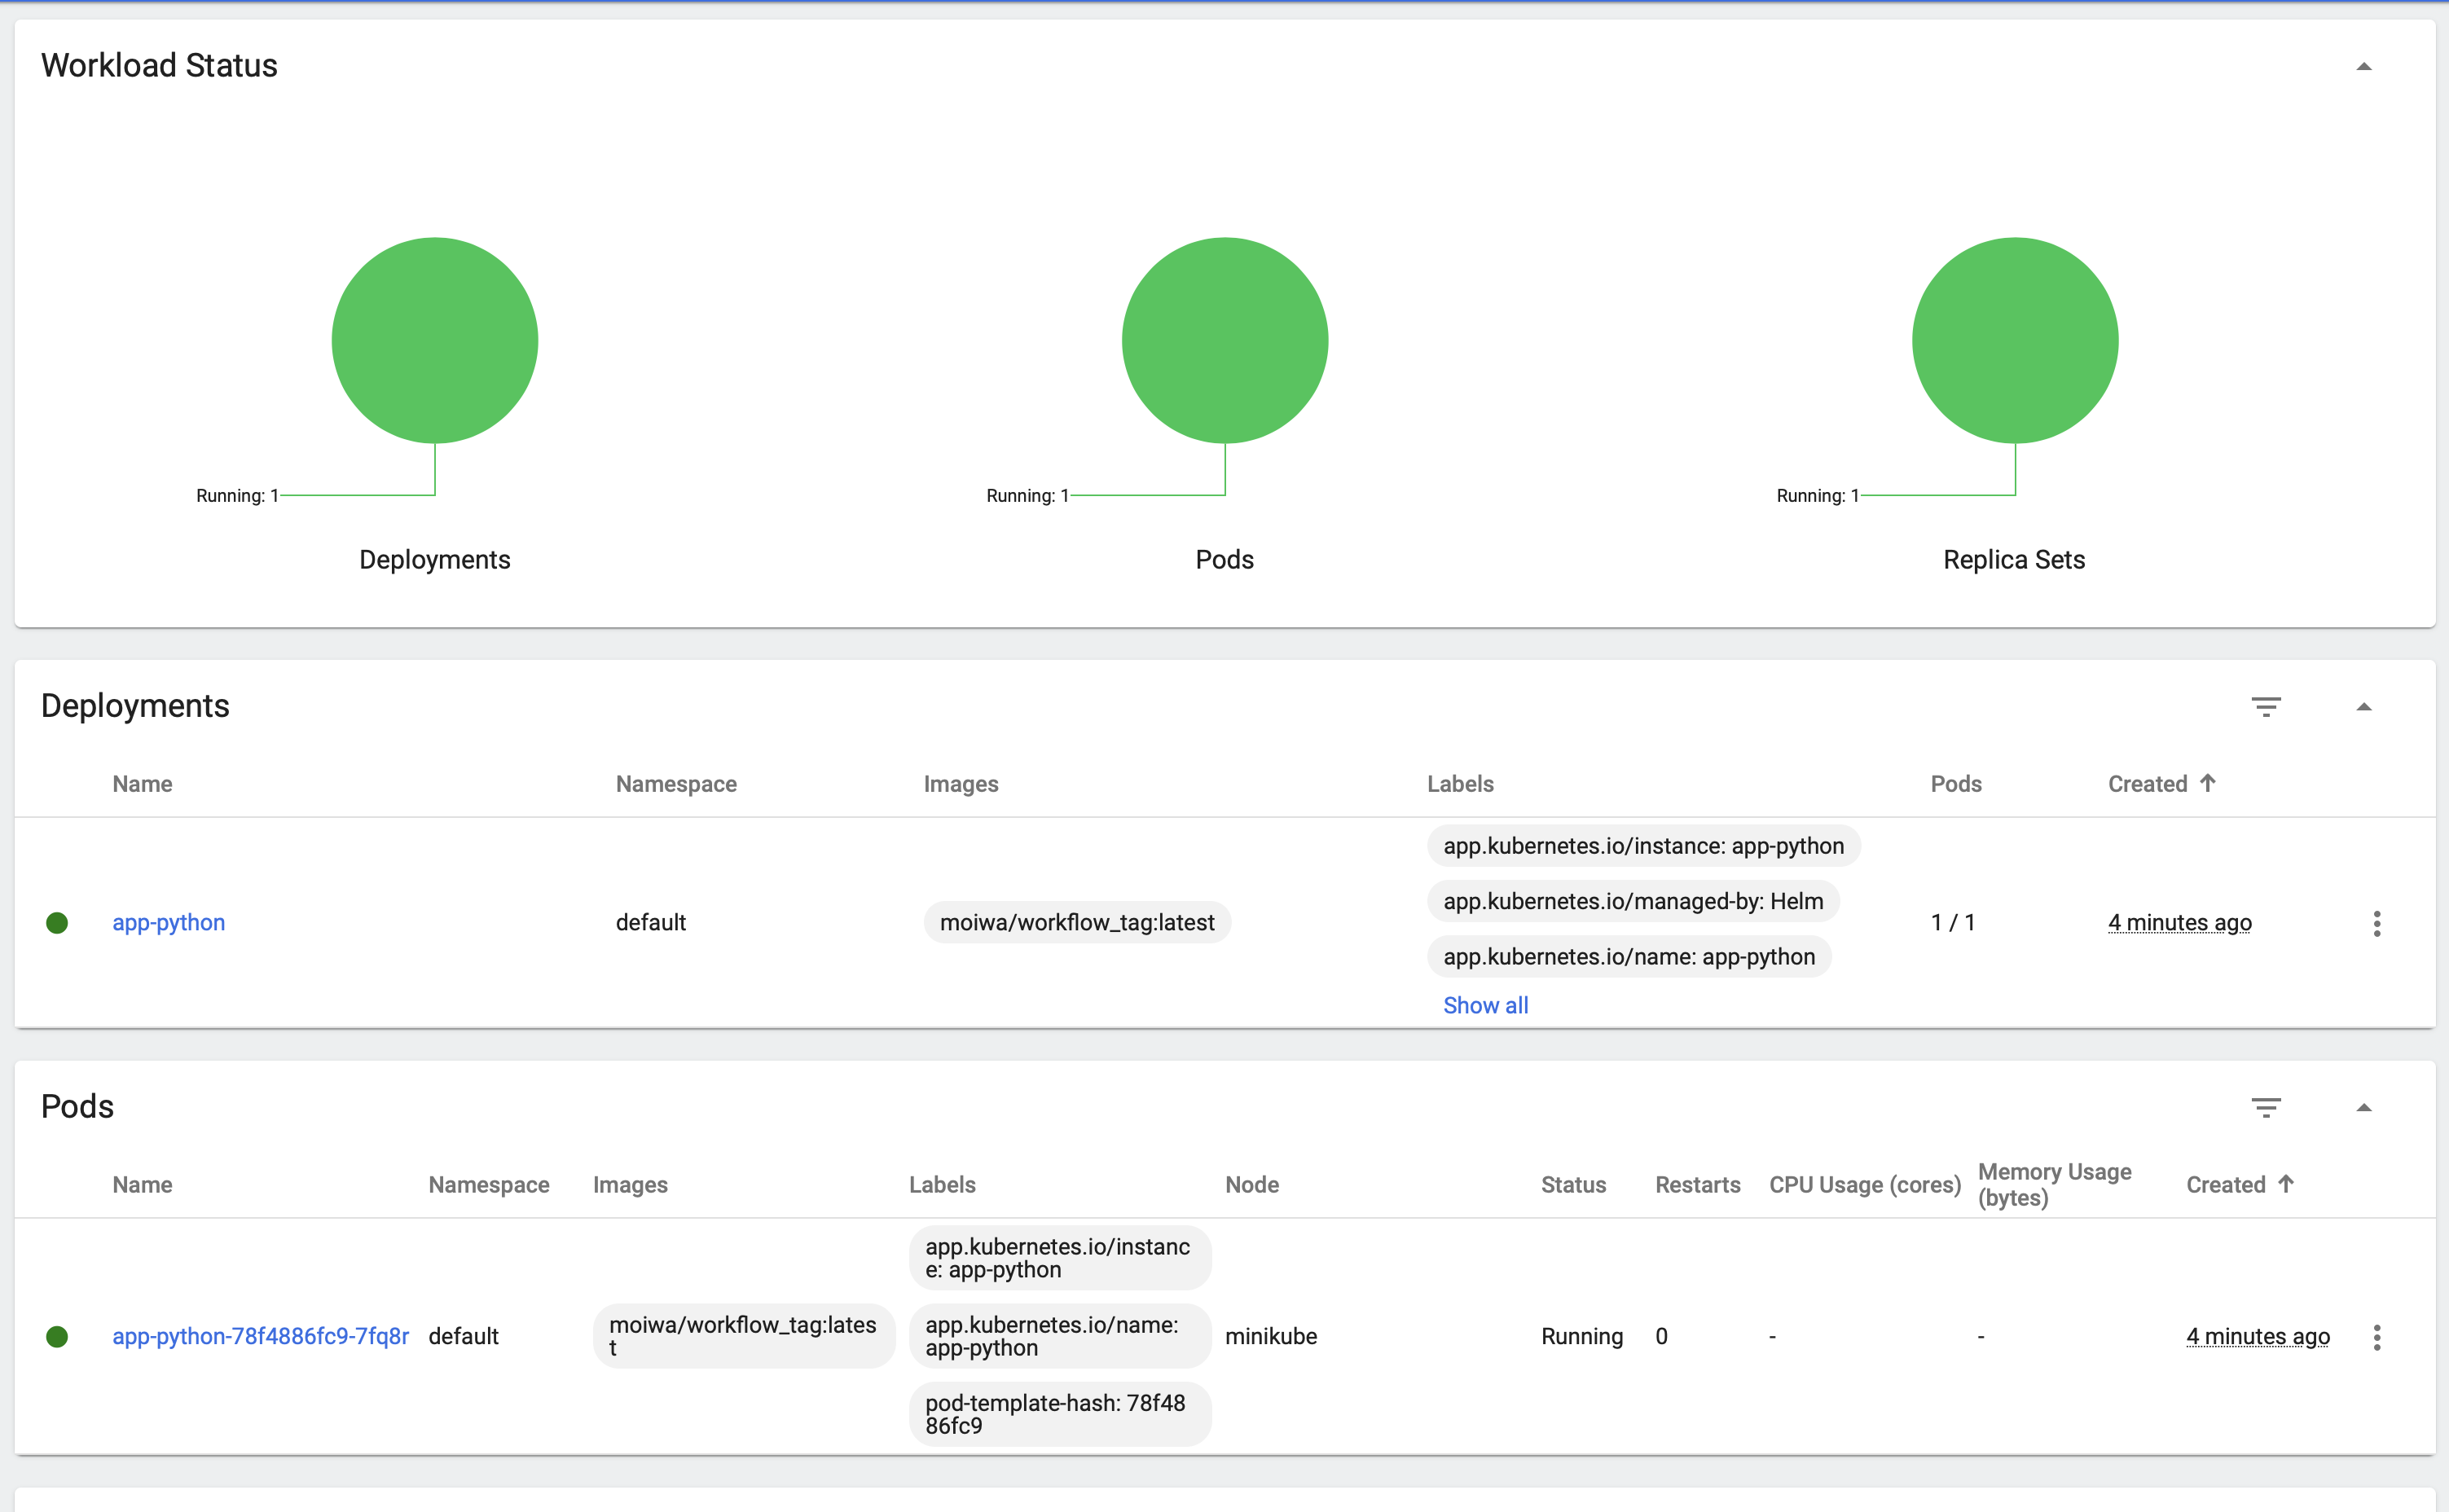 Workload Status
Running: 1
Running: 1
Running: 1
Deployments
Pods
Replica Sets
Deployments
Name Namespace Images Labels Pods Created
app-python default moiwa/workflow_tag:latest 1 / 1 4 minutes ago
app.kubernetes.io/instance: app-python
app.kubernetes.io/managed-by: Helm
app.kubernetes.io/name: app-python
Show all
Pods
Name Namespace Images Labels Node Status Restarts CPU Usage (cores) Memory Usage
(bytes) Created
app-python-78f4886fc9-7fq8r default
moiwa/workflow_tag:lates
t
app.kubernetes.io/instanc
e: app-python
app.kubernetes.io/name:
app-python
pod-template-hash: 78f48
86fc9
minikube Running 0 - - 4 minutes ago